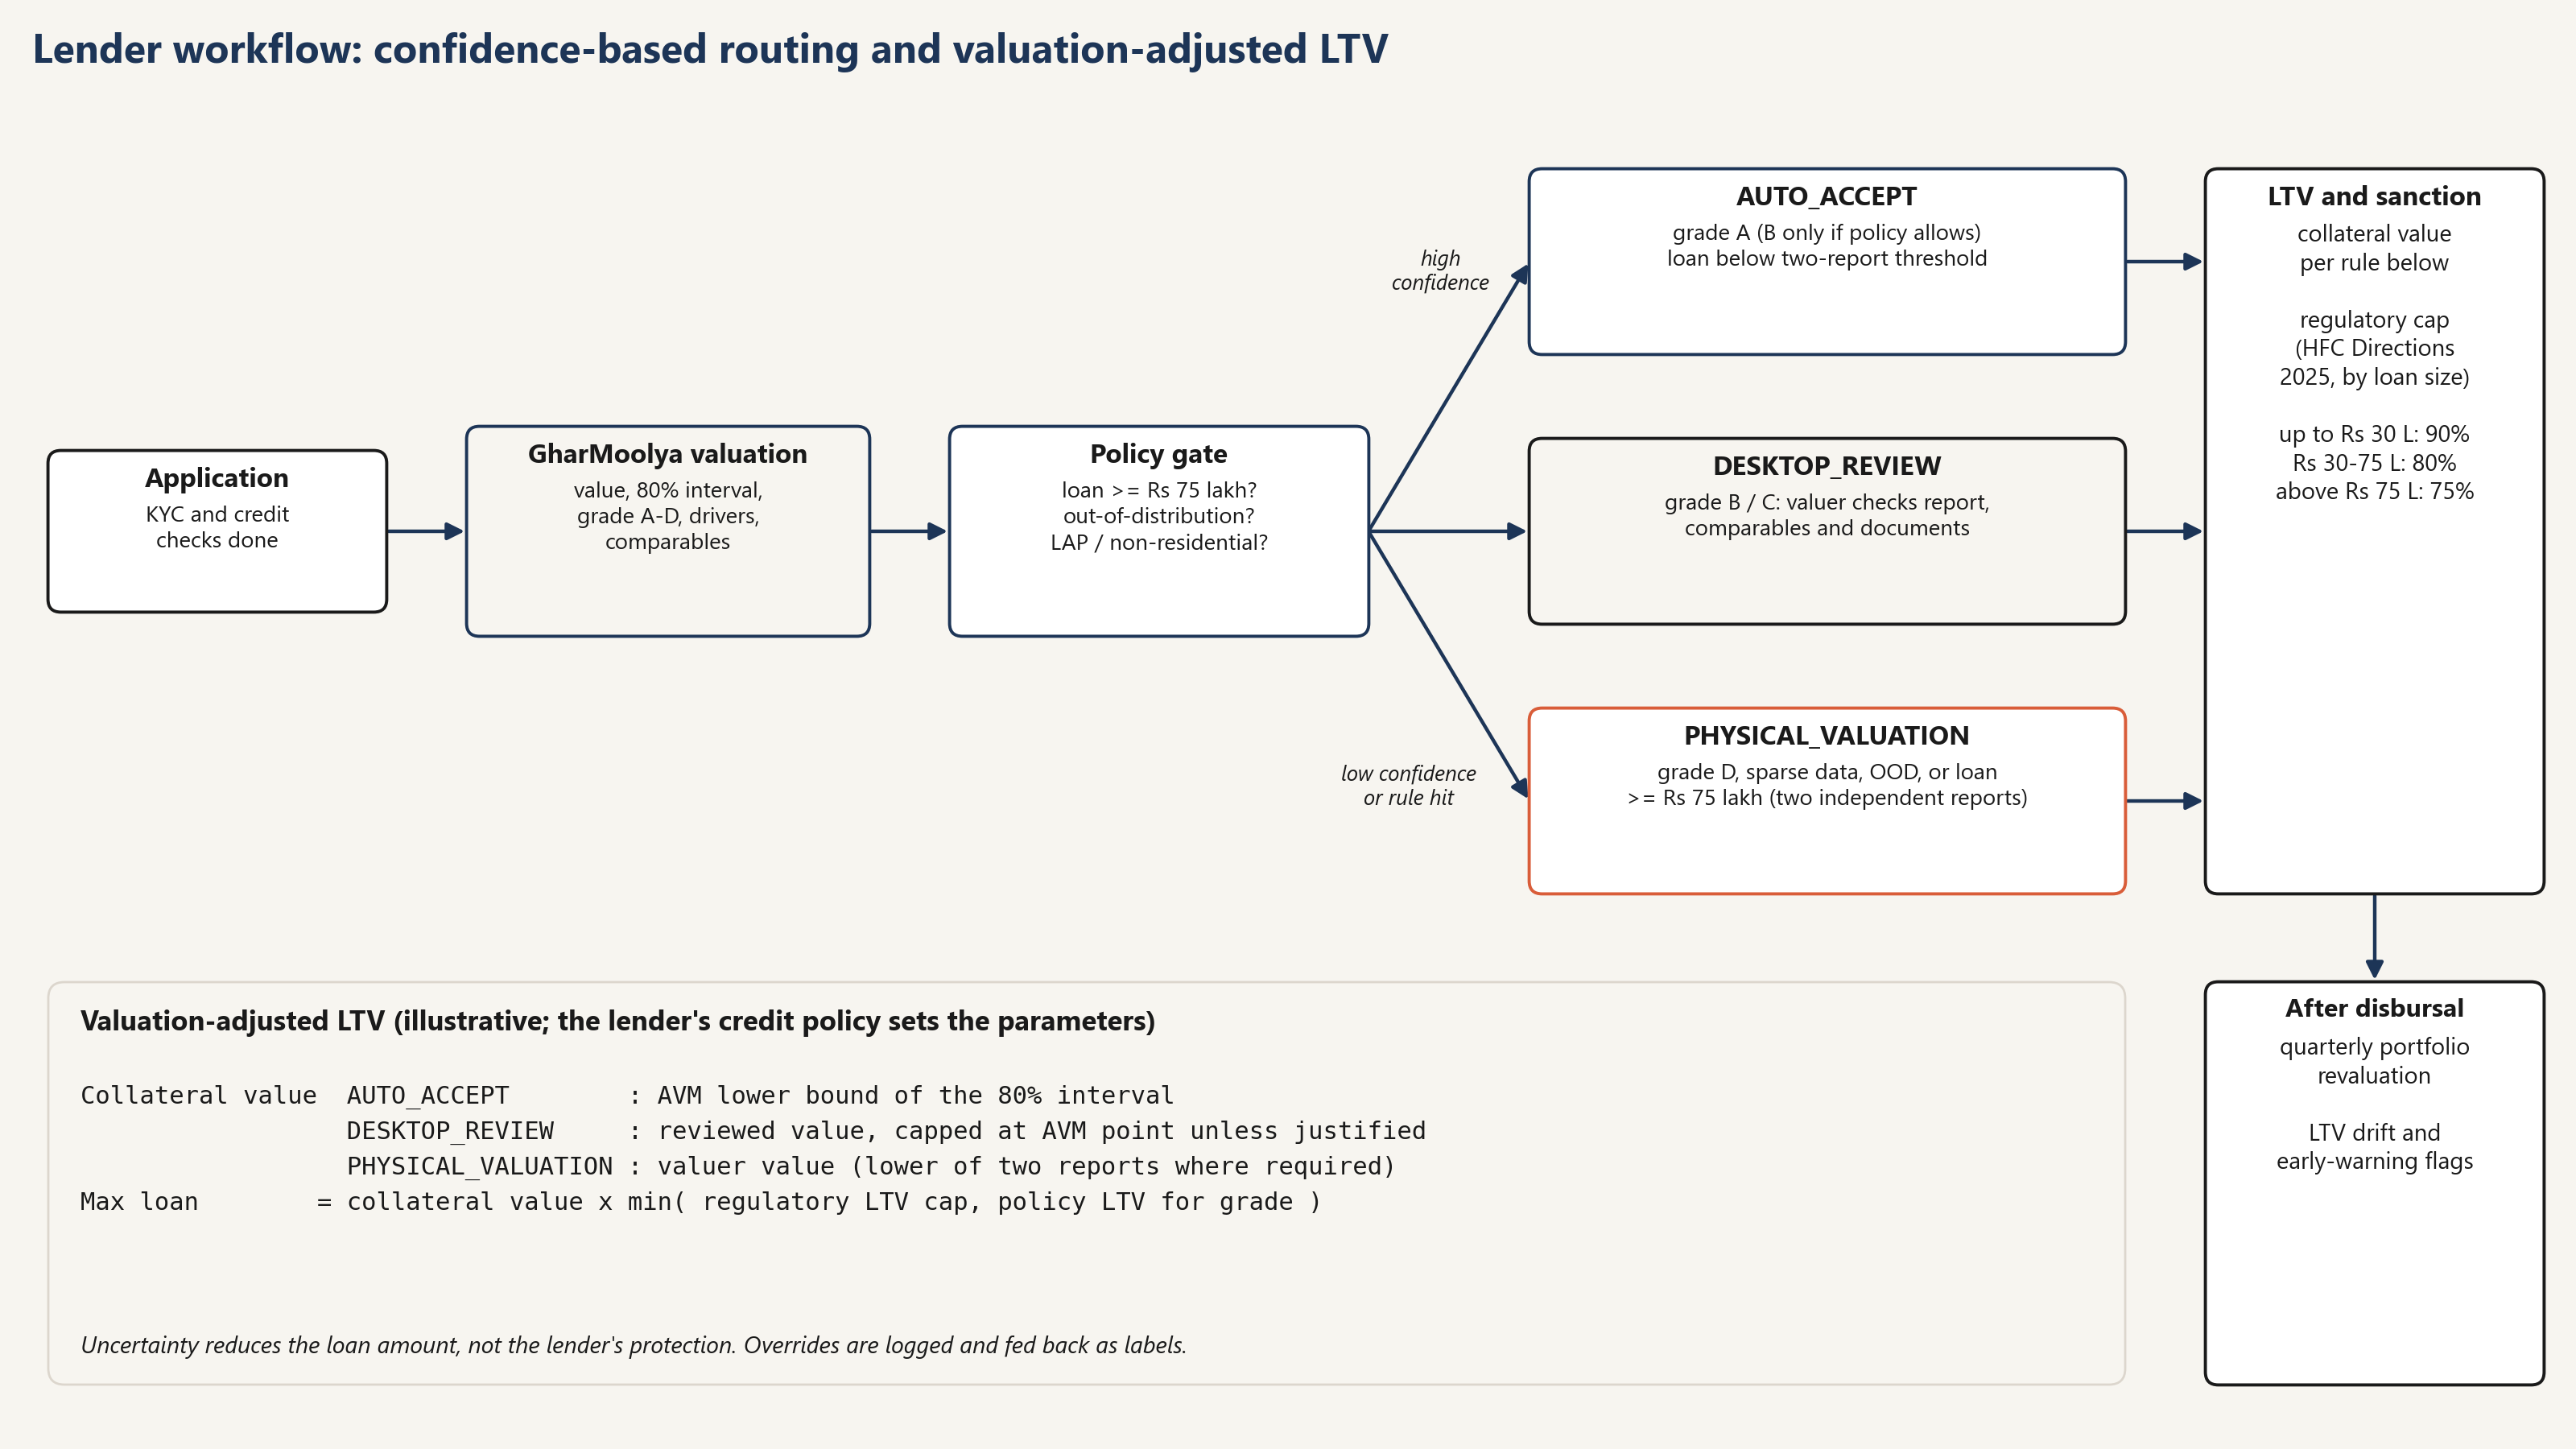 Lender workflow: confidence-based routing and valuation-adjusted LTV
Application
KYC and credit
checks done
GharMoolya valuation
value, 80% interval,
grade A-D, drivers,
comparables
Policy gate
loan >= Rs 75 lakh?
out-of-distribution?
LAP / non-residential?
high
confidence
low confidence
or rule hit
AUTO_ACCEPT
grade A (B only if policy allows)
loan below two-report threshold
DESKTOP_REVIEW
grade B / C: valuer checks report,
comparables and documents
PHYSICAL_VALUATION
grade D, sparse data, OOD, or loan
>= Rs 75 lakh (two independent reports)
LTV and sanction
collateral value
per rule below
regulatory cap
(HFC Directions
2025, by loan size)
up to Rs 30 L: 90%
Rs 30-75 L: 80%
above Rs 75 L: 75%
After disbursal
quarterly portfolio
revaluation
LTV drift and
early-warning flags
Valuation-adjusted LTV (illustrative; the lender's credit policy sets the parameters)
Collateral value  AUTO_ACCEPT        : AVM lower bound of the 80% interval
                  DESKTOP_REVIEW     : reviewed value, capped at AVM point unless justified
                  PHYSICAL_VALUATION : valuer value (lower of two reports where required)
Max loan        = collateral value x min( regulatory LTV cap, policy LTV for grade )
Uncertainty reduces the loan amount, not the lender's protection. Overrides are logged and fed back as labels.